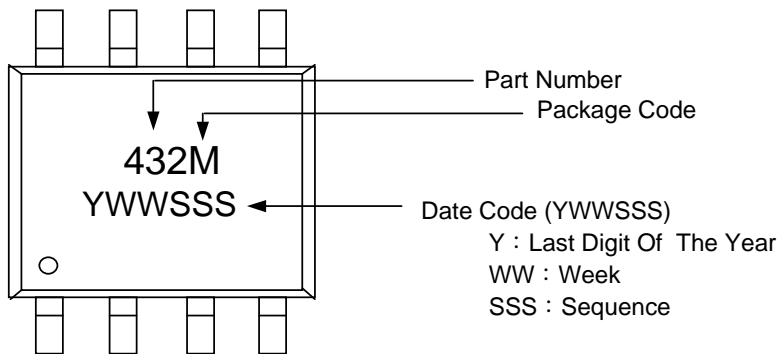 Part Number
Package Code
432M
YWWSSS
Date Code (YWWSSS)
Y：Last Digit Of The Year
WW：Week
SSS：Sequence